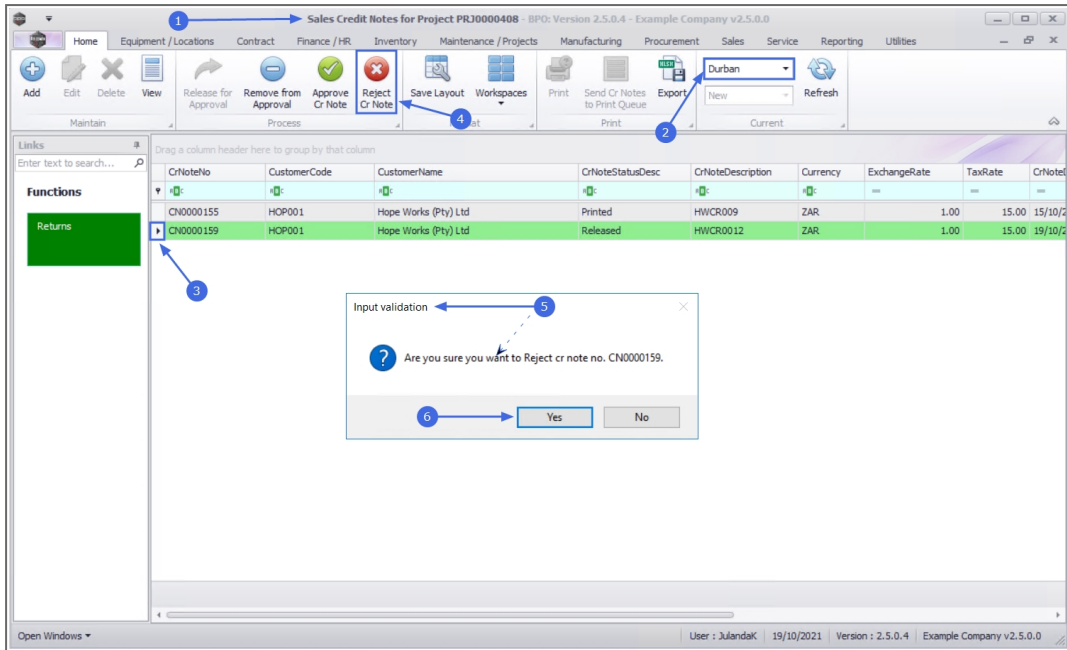 1
Sales Credit Notes for Project PRJ0000408 - BPO: Version 2.5.0.4 - Example Company v2.5.0.0
Home Equipment / Locations Contract Finance / HR Inventory Maintenance / Projects Manufacturing Procurement Sales Service Reporting Utilities
Add Edit Delete View Release for Approval Remove from Approval Approve Cr Note Reject Cr Note Save Layout Workspaces Print Send Cr Notes to Print Queue Export Durban New Refresh
4
2
Maintain Process at Print Current
Links
Enter text to search...
Drag a column header here to group by that column
CrNoteNo CustomerCode CustomerName CrNoteStatusDesc CrNoteDescription Currency ExchangeRate TaxRate CrNoteD
Functions
Returns
CN0000155 HOP001 Hope Works (Pty) Ltd Printed HWCR009 ZAR 1.00 15.00 15/10/2
CN0000159 HOP001 Hope Works (Pty) Ltd Released HWCR0012 ZAR 1.00 15.00 19/10/2
3
Input validation
5
? Are you sure you want to Reject cr note no. CN0000159.
6
Yes No
Open Windows User : JulandaK 19/10/2021 Version : 2.5.0.4 Example Company v2.5.0.0